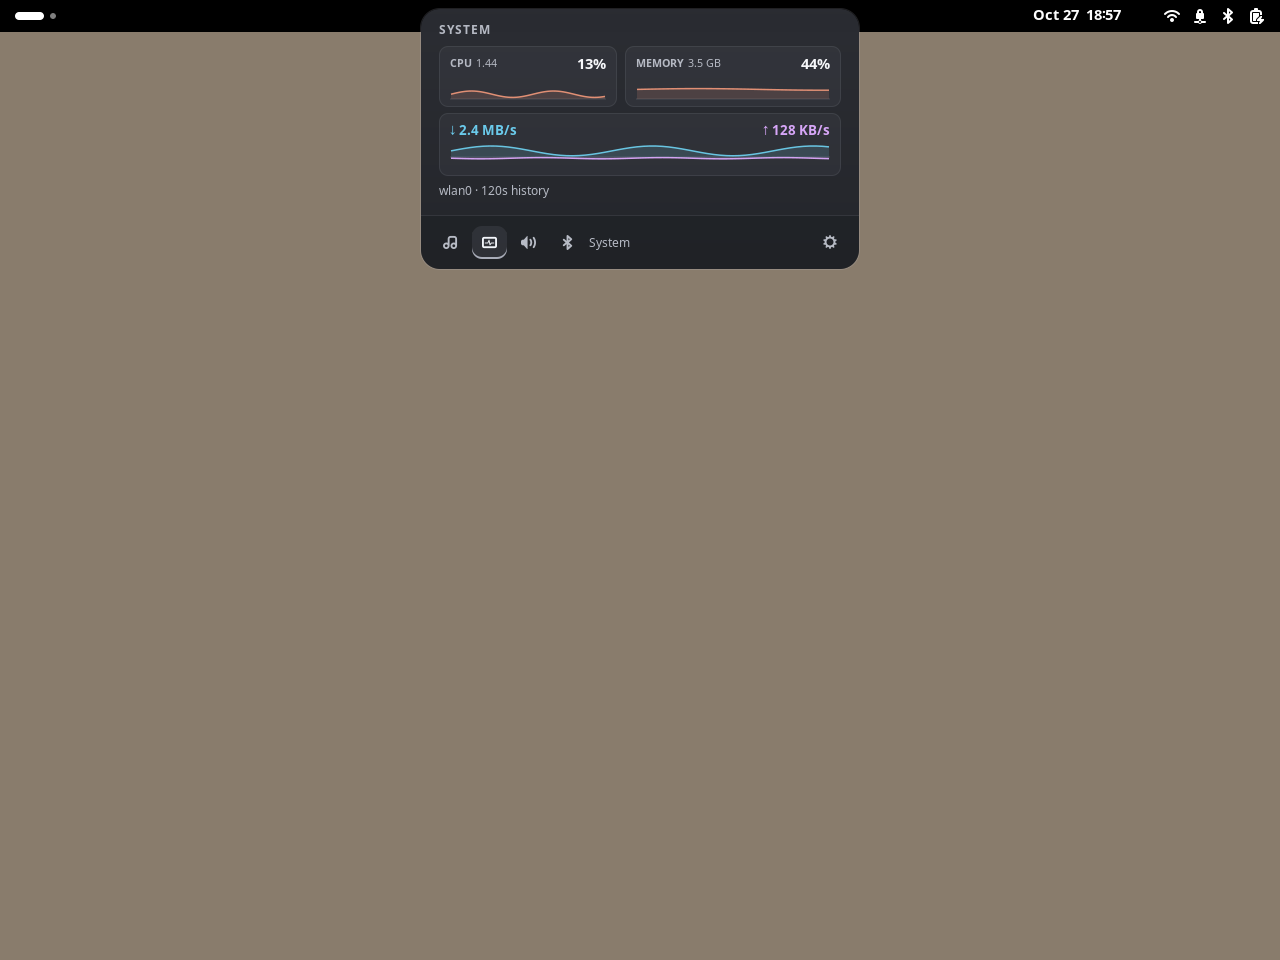 Oct 27 18:57
SYSTEM
CPU 1.44 13%
MEMORY 3.5 GB 44%
↓ 2.4 MB/s ↑ 128 KB/s
wlan0 · 120s history
System